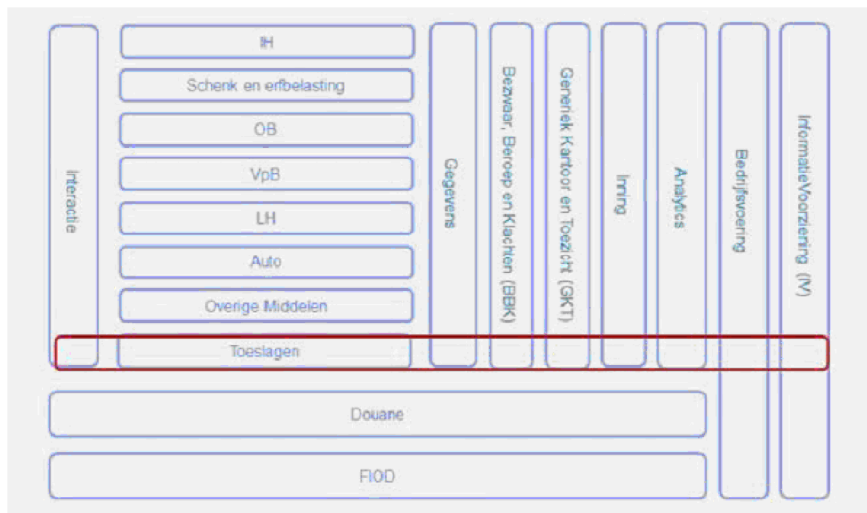 Interactie
IH
Schenk en erfbelasting
OB
VpB
LH
Auto
Overige Middelen
Toeslagen
Gegevens
Bezwaar, Beroep en Klachten (BBK)
Generiek Kantoor en Toezicht (GKT)
Inning
Analytics
Bedrijfsvoering
InformatieVoorziening (IV)
Douane
FIOD